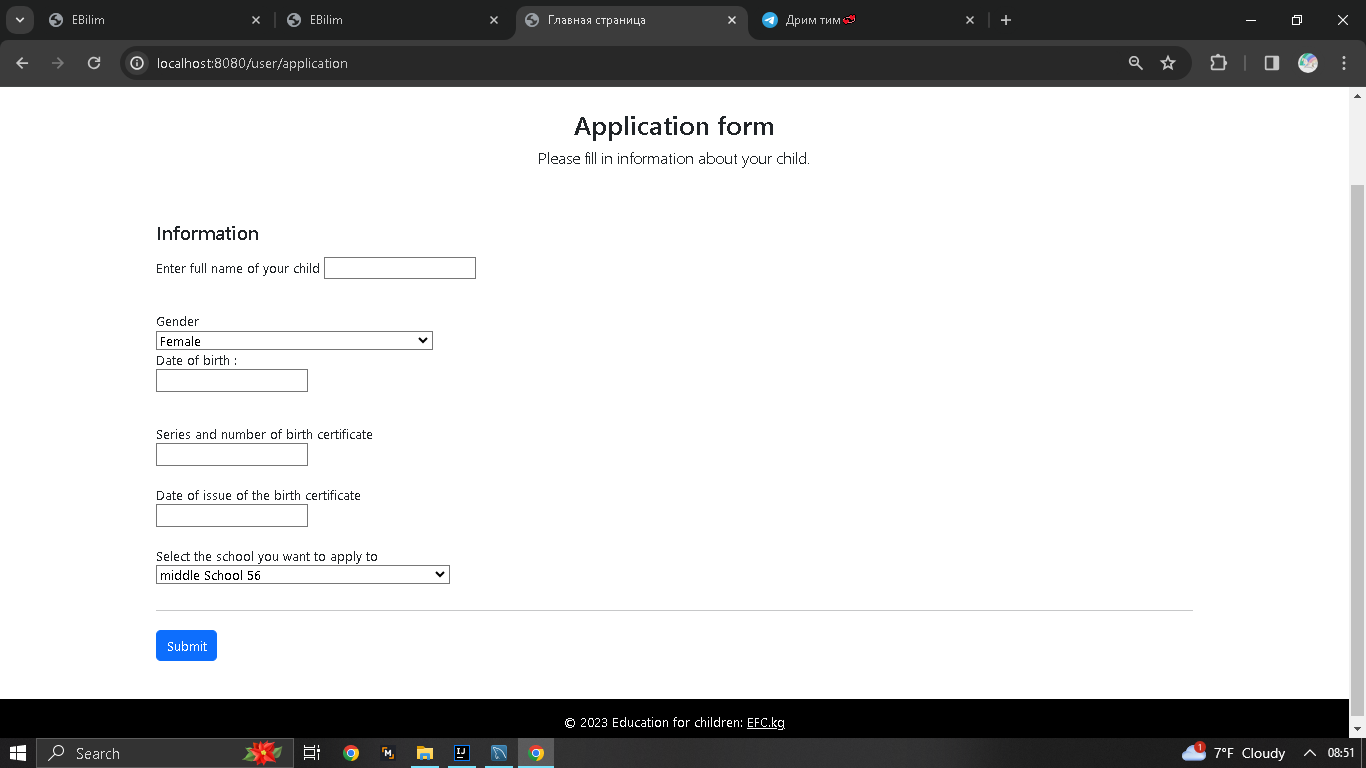 EBilim
EBilim
Главная страница
Дрим тим
localhost:8080/user/application
Application form
Please fill in information about your child.
Information
Enter full name of your child
Gender
Female
Date of birth :
Series and number of birth certificate
Date of issue of the birth certificate
Select the school you want to apply to
middle School 56
Submit
© 2023 Education for children: EFC.kg
Search
IJ
1
7°F Cloudy
08:51